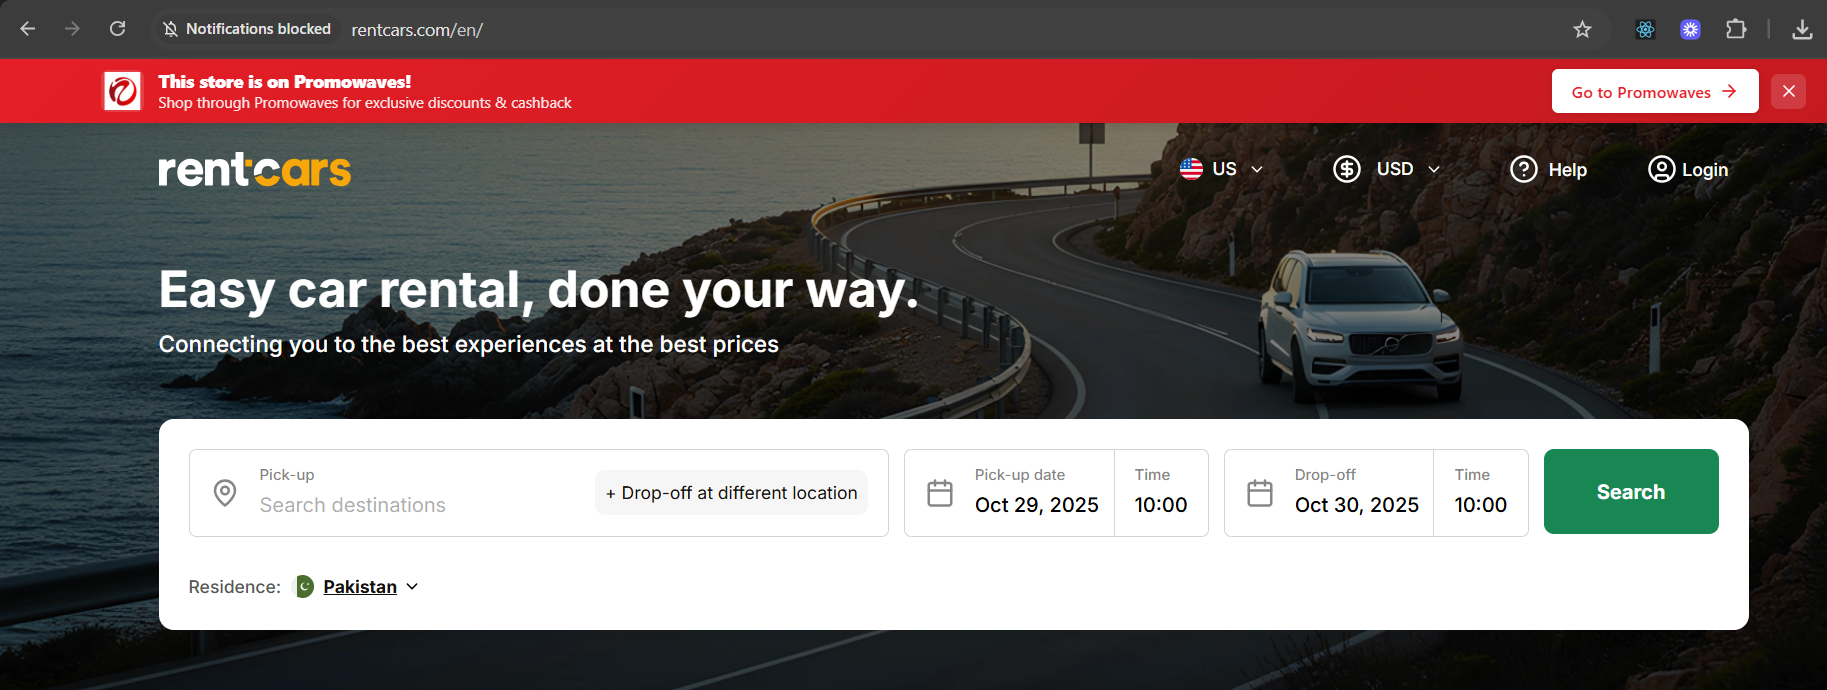 Notifications blocked
rentcars.com/en/
This store is on Promowaves!
Shop through Promowaves for exclusive discounts & cashback
Go to Promowaves
rentcars
US
USD
Help
Login
Easy car rental, done your way.
Connecting you to the best experiences at the best prices
Pick-up
Search destinations
+ Drop-off at different location
Pick-up date
Oct 29, 2025
Time
10:00
Drop-off
Oct 30, 2025
Time
10:00
Search
Residence: Pakistan